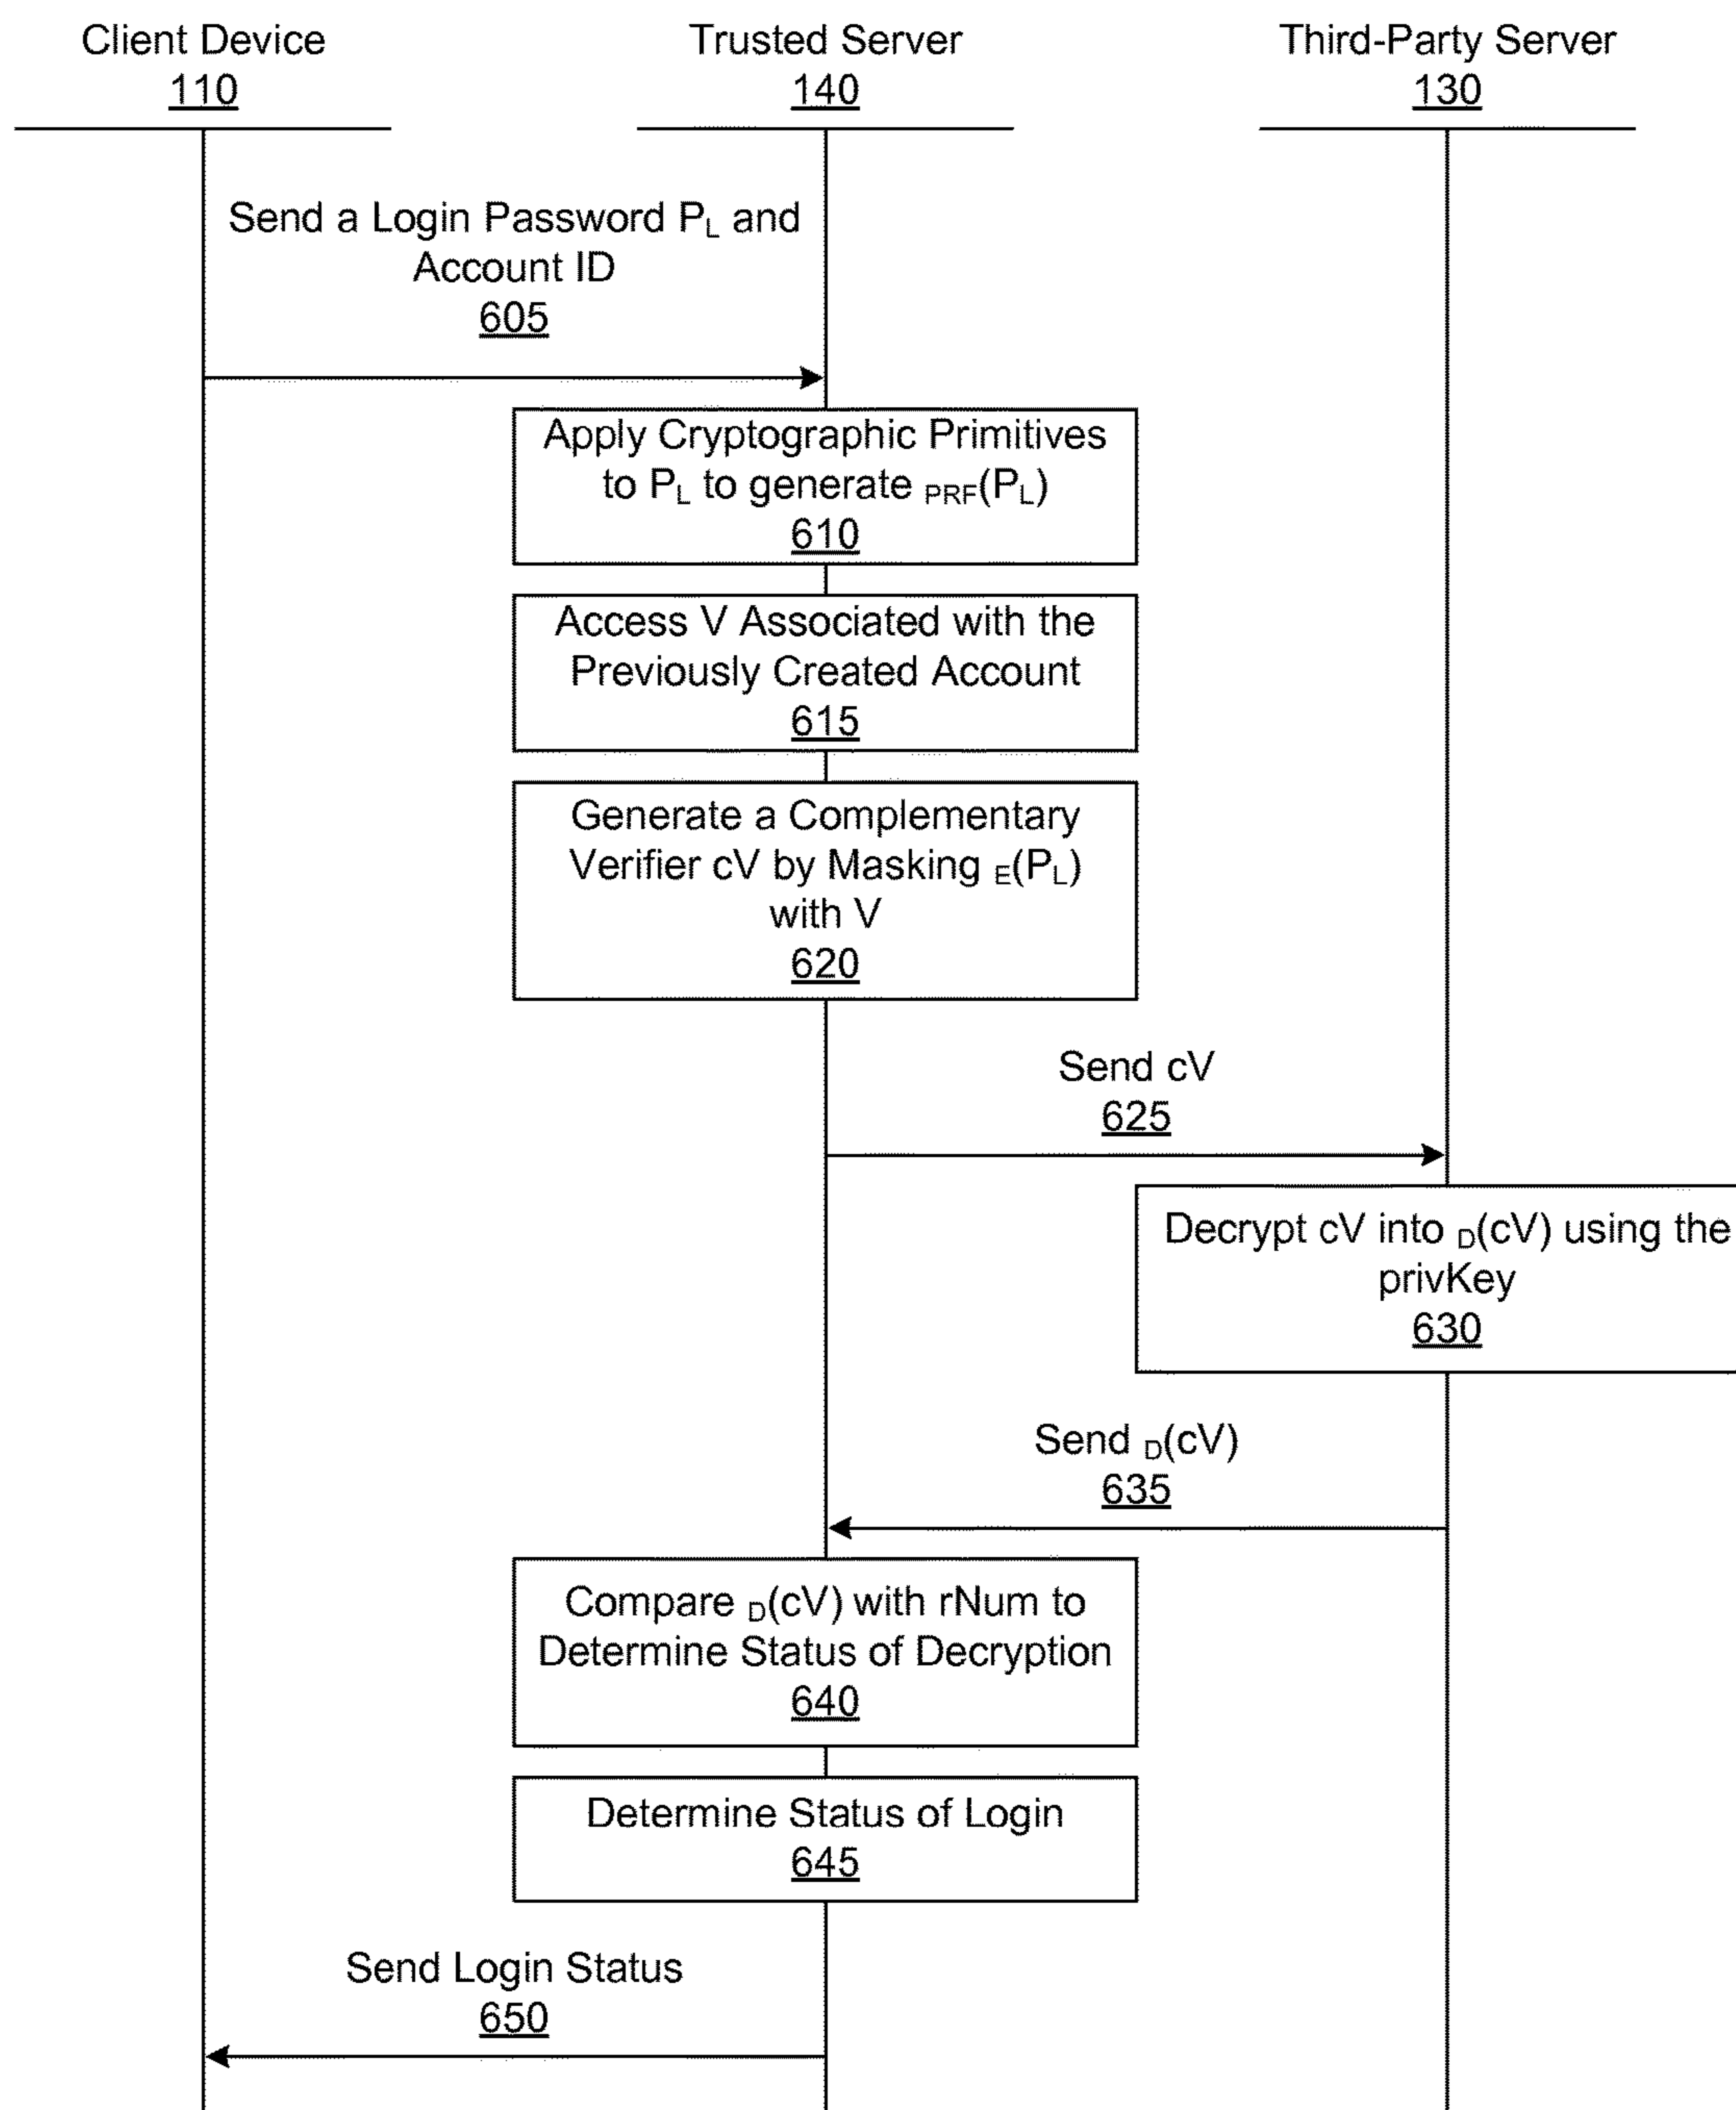 Client Device
110
Trusted Server
140
Third-Party Server
130
Send a Login Password PL and
Account ID
605
Apply Cryptographic Primitives
to PL to generate PRF(PL)
610
Access V Associated with the
Previously Created Account
615
Generate a Complementary
Verifier cV by Masking E(PL)
with V
620
Send cV
625
Decrypt cV into D(cV) using the
privKey
630
Send D(cV)
635
Compare D(cV) with rNum to
Determine Status of Decryption
640
Determine Status of Login
645
Send Login Status
650